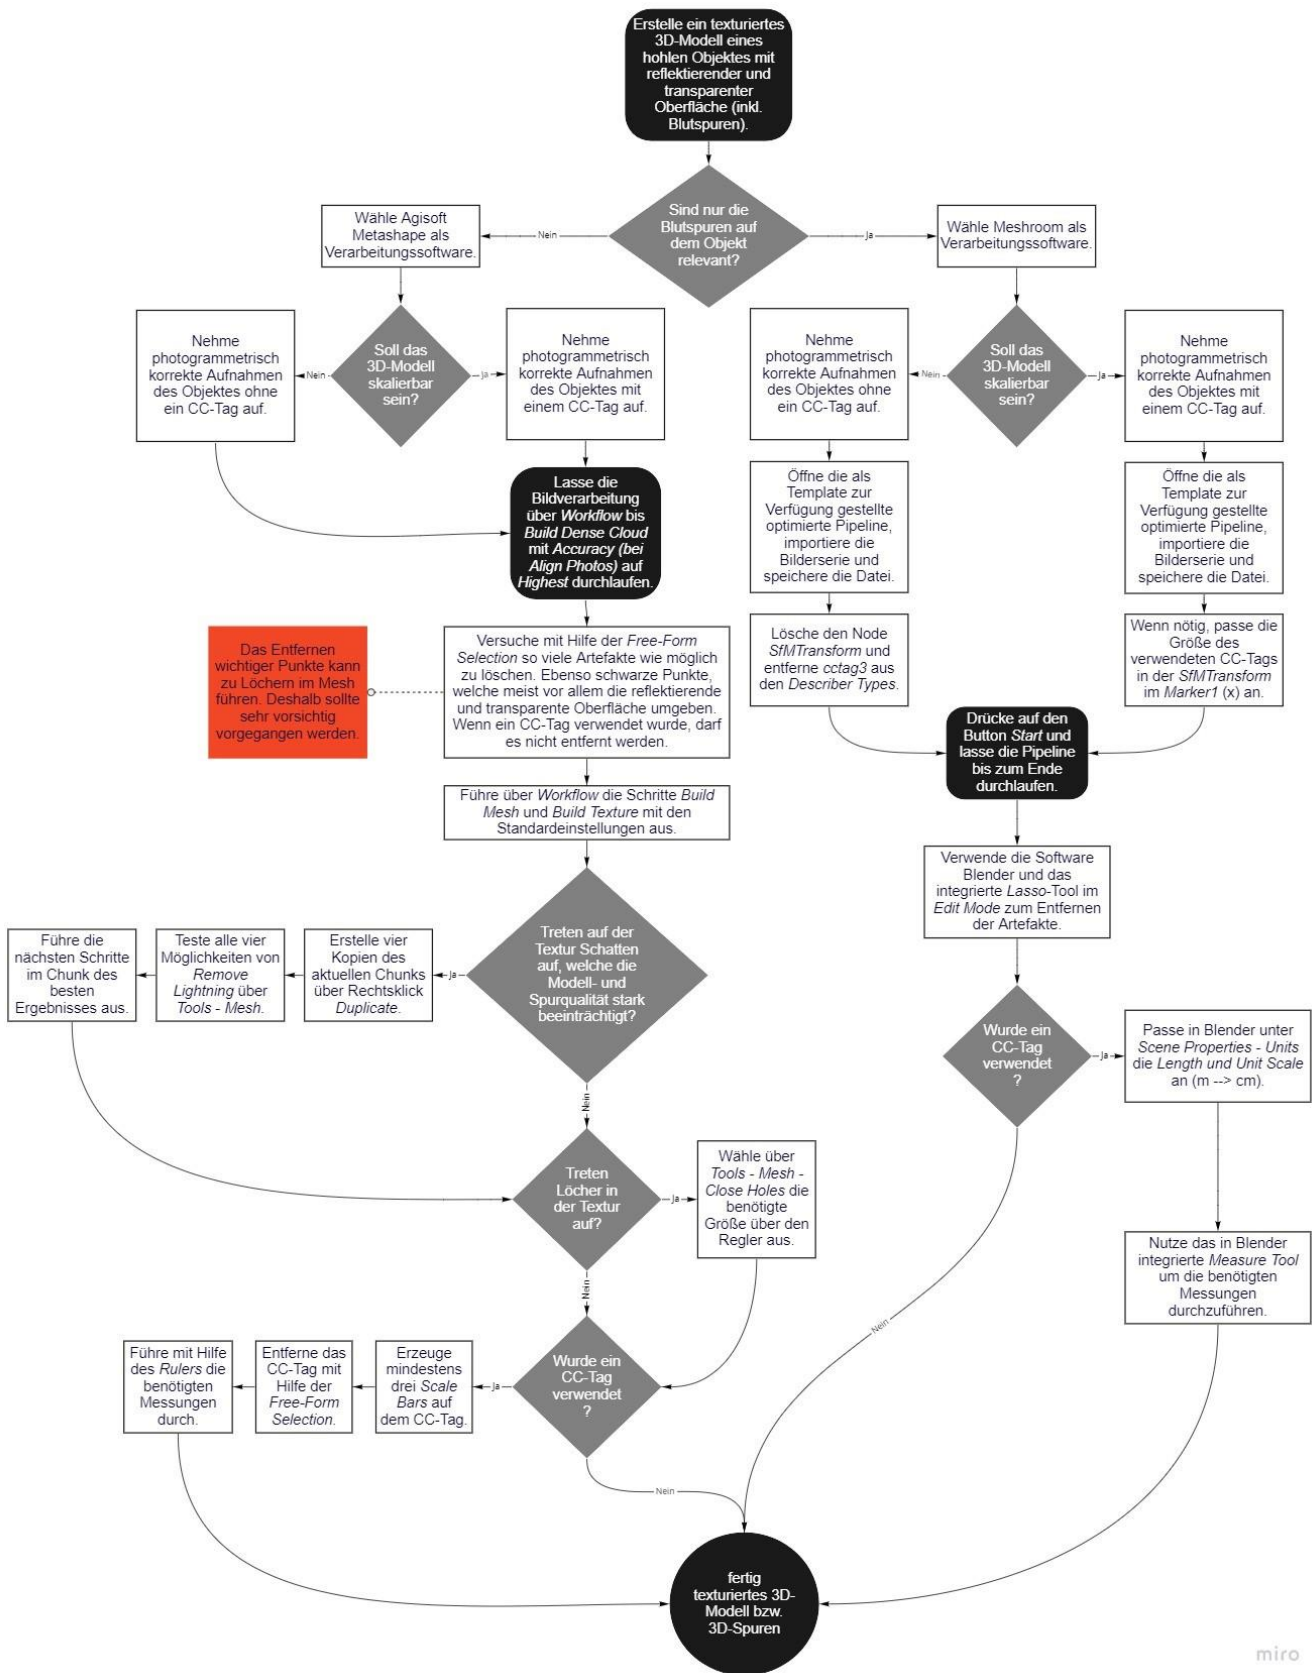 Erstelle ein texturiertes
3D-Modell eines
hohlen Objektes mit
reflektierender und
transparenter
Oberfläche (inkl.
Blutspuren).
Sind nur die
Blutspuren auf
dem Objekt
relevant?
Nein
Ja
Wähle Agisoft
Metashape als
Verarbeitungssoftware.
Wähle Meshroom als
Verarbeitungssoftware.
Nehme
photogrammetrisch
korrekte Aufnahmen
des Objektes ohne
ein CC-Tag auf.
Nein
Soll das
3D-Modell
skalierbar
sein?
Ja
Nehme
photogrammetrisch
korrekte Aufnahmen
des Objektes mit
einem CC-Tag auf.
Nehme
photogrammetrisch
korrekte Aufnahmen
des Objektes ohne
ein CC-Tag auf.
Nein
Soll das
3D-Modell
skalierbar
sein?
Ja
Nehme
photogrammetrisch
korrekte Aufnahmen
des Objektes mit
einem CC-Tag auf.
Lasse die
Bildverarbeitung
über Workflow bis
Build Dense Cloud
mit Accuracy (bei
Align Photos) auf
Highest durchlaufen.
Öffne die als
Template zur
Verfügung gestellte
optimierte Pipeline,
importiere die
Bilderserie und
speichere die Datei.
Öffne die als
Template zur
Verfügung gestellte
optimierte Pipeline,
importiere die
Bilderserie und
speichere die Datei.
Das Entfernen
wichtiger Punkte kann
zu Löchern im Mesh
führen. Deshalb sollte
sehr vorsichtig
vorgegangen werden.
Versuche mit Hilfe der Free-Form
Selection so viele Artefakte wie möglich
zu löschen. Ebenso schwarze Punkte,
welche meist vor allem die reflektierende
und transparente Oberfläche umgeben.
Wenn ein CC-Tag verwendet wurde, darf
es nicht entfernt werden.
Lösche den Node
SfMTransform und
entferne cctag3 aus
den Describer Types.
Wenn nötig, passe die
Größe des
verwendeten CC-Tags
in der SfMTransform
im Marker1 (x) an.
Drücke auf den
Button Start und
lasse die Pipeline
bis zum Ende
durchlaufen.
Führe über Workflow die Schritte Build
Mesh und Build Texture mit den
Standardeinstellungen aus.
Verwende die Software
Blender und das
integrierte Lasso-Tool im
Edit Mode zum Entfernen
der Artefakte.
Führe die
nächsten Schritte
im Chunk des
besten
Ergebnisses aus.
Teste alle vier
Möglichkeiten von
Remove
Lightning über
Tools - Mesh.
Erstelle vier
Kopien des
aktuellen Chunks
über Rechtsklick
Duplicate.
Ja
Treten auf der
Textur Schatten
auf, welche die
Modell- und
Spurqualität stark
beeinträchtigt?
Nein
Wurde ein
CC-Tag
verwendet
?
Ja
Passe in Blender unter
Scene Properties - Units
die Length und Unit Scale
an (m --> cm).
Treten
Löcher in
der Textur
auf?
Ja
Wähle über
Tools - Mesh -
Close Holes die
benötigte
Größe über den
Regler aus.
Nein
Nutze das in Blender
integrierte Measure Tool
um die benötigten
Messungen
durchzuführen.
Nein
Führe mit Hilfe
des Rulers die
benötigten
Messungen
durch.
Entferne das
CC-Tag mit
Hilfe der
Free-Form
Selection.
Erzeuge
mindestens
drei Scale
Bars auf
dem CC-Tag.
Ja
Wurde ein
CC-Tag
verwendet
?
Nein
fertig
texturiertes 3D-
Modell bzw.
3D-Spuren
miro